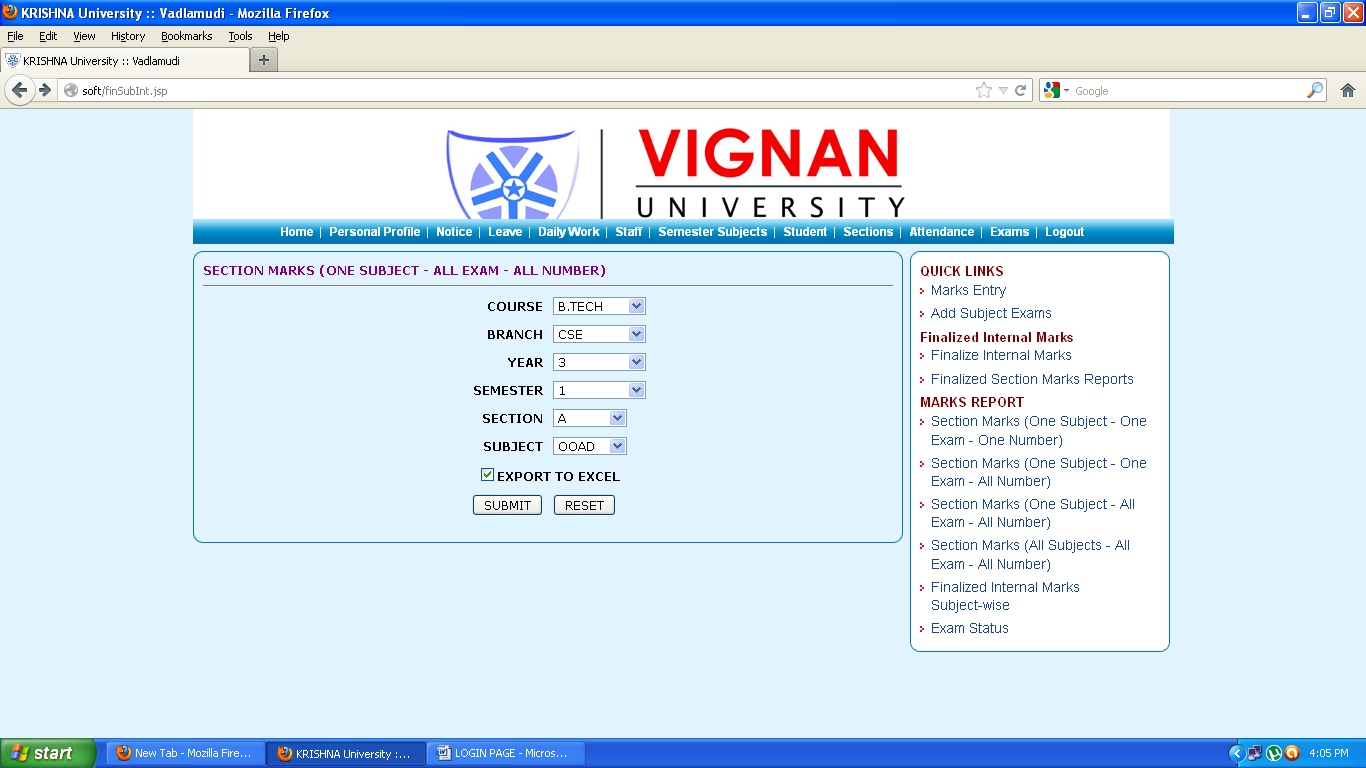 KRISHNA University :: Vadlamudi - Mozilla Firefox
File Edit View History Bookmarks Tools Help
KRISHNA University :: Vadlamudi
soft/finSubInt.jsp
Google
VIGNAN
UNIVERSITY
Home | Personal Profile | Notice | Leave | Daily Work | Staff | Semester Subjects | Student | Sections | Attendance | Exams | Logout
SECTION MARKS (ONE SUBJECT - ALL EXAM - ALL NUMBER)
COURSE B.TECH
BRANCH CSE
YEAR 3
SEMESTER 1
SECTION A
SUBJECT OOAD
EXPORT TO EXCEL
SUBMIT RESET
QUICK LINKS
Marks Entry
Add Subject Exams
Finalized Internal Marks
Finalize Internal Marks
Finalized Section Marks Reports
MARKS REPORT
Section Marks (One Subject - One
Exam - One Number)
Section Marks (One Subject - One
Exam - All Number)
Section Marks (One Subject - All
Exam - All Number)
Section Marks (All Subjects - All
Exam - All Number)
Finalized Internal Marks
Subject-wise
Exam Status
start
New Tab - Mozilla Fire...
KRISHNA University :...
LOGIN PAGE - Micros...
4:05 PM